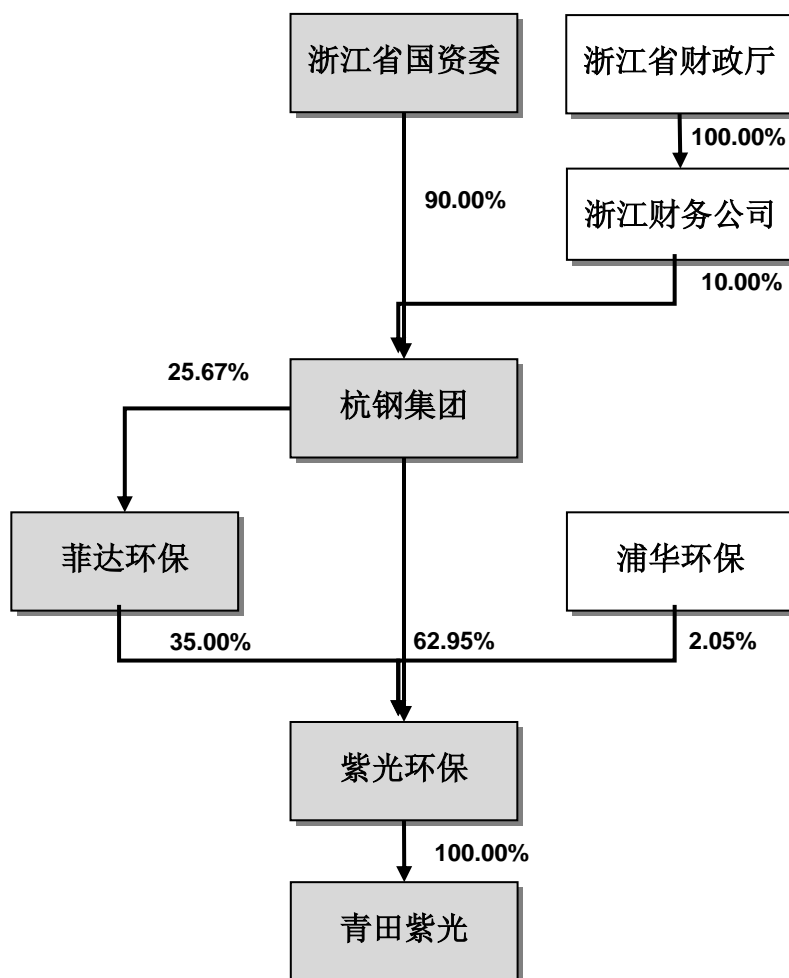 浙江省国资委
浙江省财政厅
100.00%
90.00%
浙江财务公司
10.00%
25.67%
杭钢集团
菲达环保
浦华环保
35.00%
62.95%
2.05%
紫光环保
100.00%
青田紫光